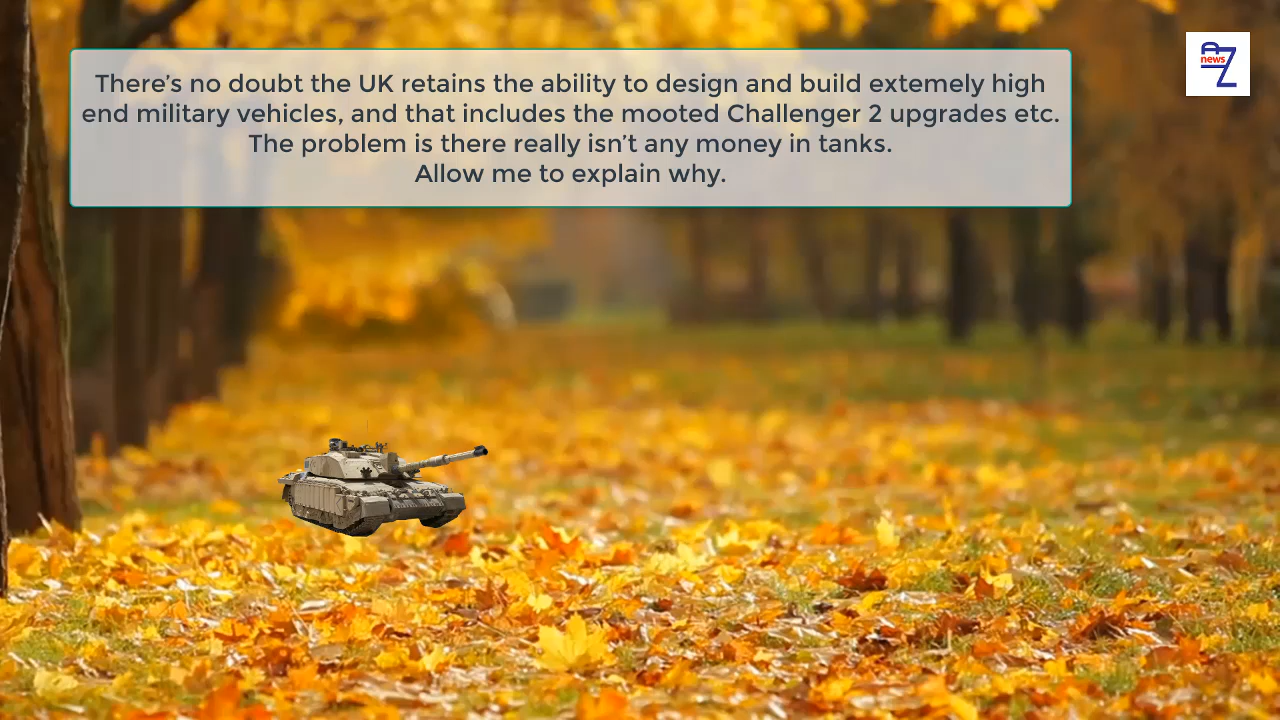 There’s no doubt the UK retains the ability to design and build extemely high
end military vehicles, and that includes the mooted Challenger 2 upgrades etc.
The problem is there really isn’t any money in tanks.
Allow me to explain why.
A
news
Z